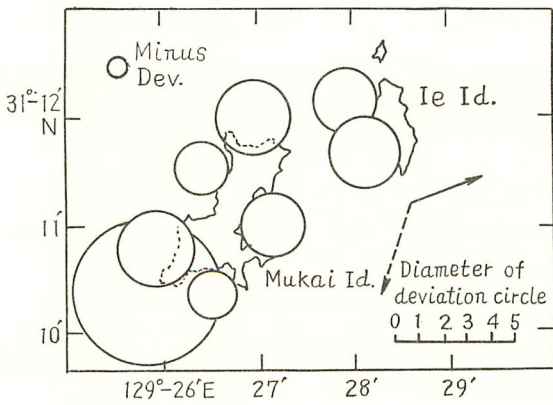 Minus
Dev.
31°-12′
N
Ie Id.
11′
Mukai Id.
Diameter of
deviation circle
0 1 2 3 4 5
10′
129°-26′E 27′ 28′ 29′